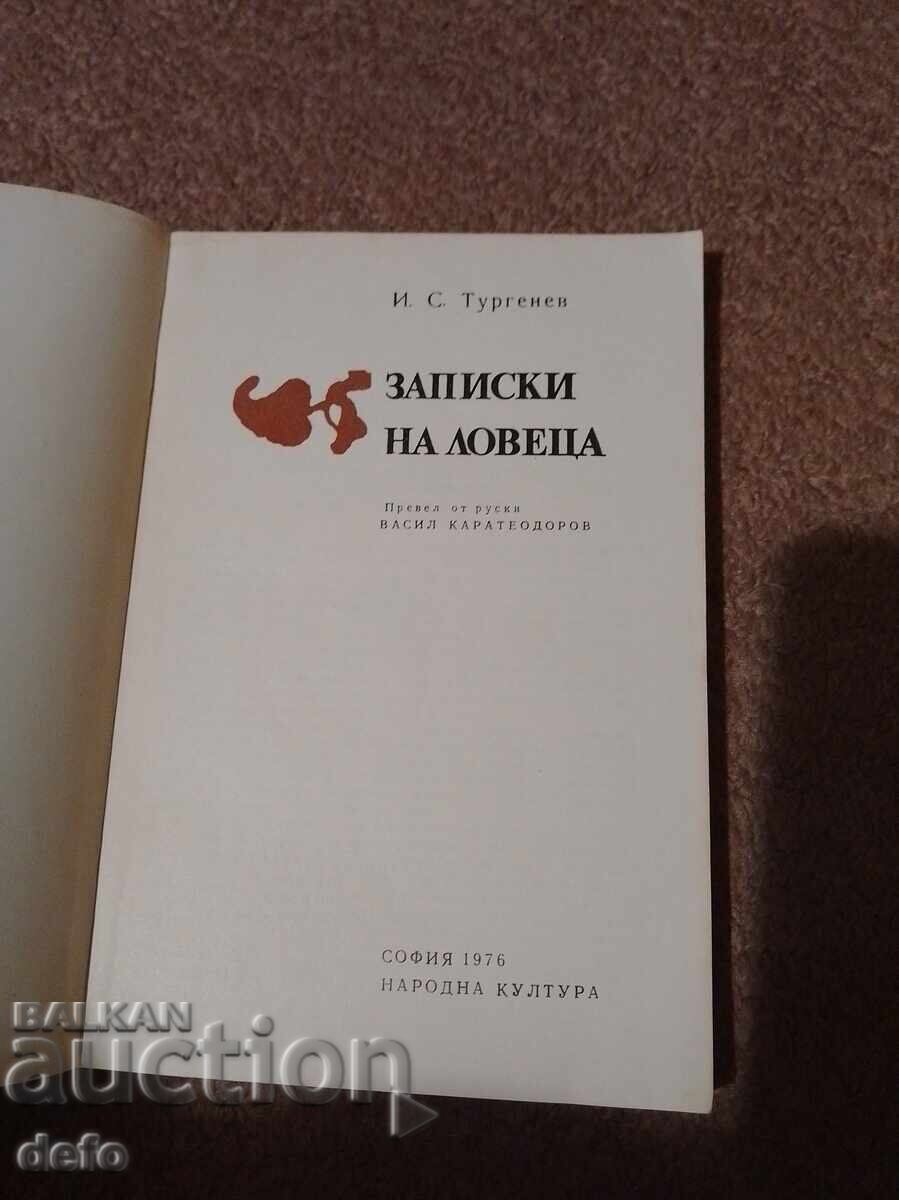 И. С. Тургенев
ЗАПИСКИ
НА ЛОВЕЦА
Превел от руски
ВАСИЛ КАРАТЕОДОРОВ
СОФИЯ 1976
НАРОДНА КУЛТУРА
BALKAN
auction
defo